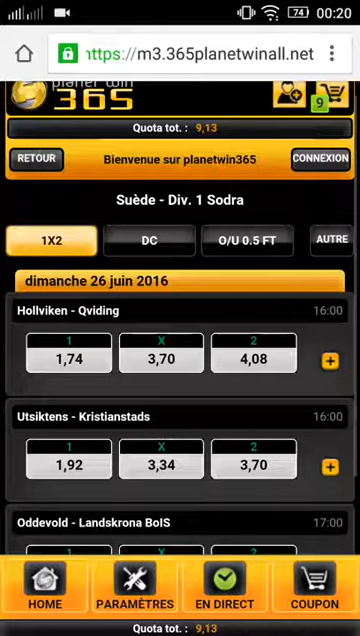 74 00:20
https://m3.365planetwinall.net
planet win
365
9
Quota tot. : 9,13
RETOUR Bienvenue sur planetwin365 CONNEXION
Suède - Div. 1 Sodra
1X2 DC O/U 0.5 FT AUTRE
dimanche 26 juin 2016
Hollviken - Qviding 16:00
1 X 2
1,74 3,70 4,08 +
Utsiktens - Kristianstads 16:00
1 X 2
1,92 3,34 3,70 +
Oddevold - Landskrona BoIS 17:00
1 X 2
HOME PARAMÈTRES EN DIRECT COUPON
Quota tot. : 9,13